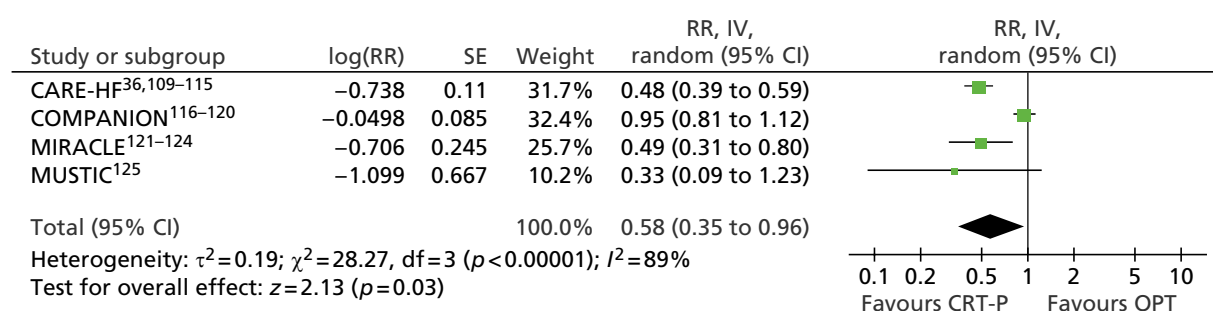 RR, IV, RR, IV,
Study or subgroup log(RR) SE Weight random (95% CI) random (95% CI)
CARE-HF36,109–115 −0.738 0.11 31.7% 0.48 (0.39 to 0.59)
COMPANION116–120 −0.0498 0.085 32.4% 0.95 (0.81 to 1.12)
MIRACLE121–124 −0.706 0.245 25.7% 0.49 (0.31 to 0.80)
MUSTIC125 −1.099 0.667 10.2% 0.33 (0.09 to 1.23)
Total (95% CI) 100.0% 0.58 (0.35 to 0.96)
Heterogeneity: τ2=0.19; χ2=28.27, df=3 (p<0.00001); I2=89%
Test for overall effect: z=2.13 (p=0.03)
0.1 0.2 0.5 1 2 5 10
Favours CRT-P Favours OPT